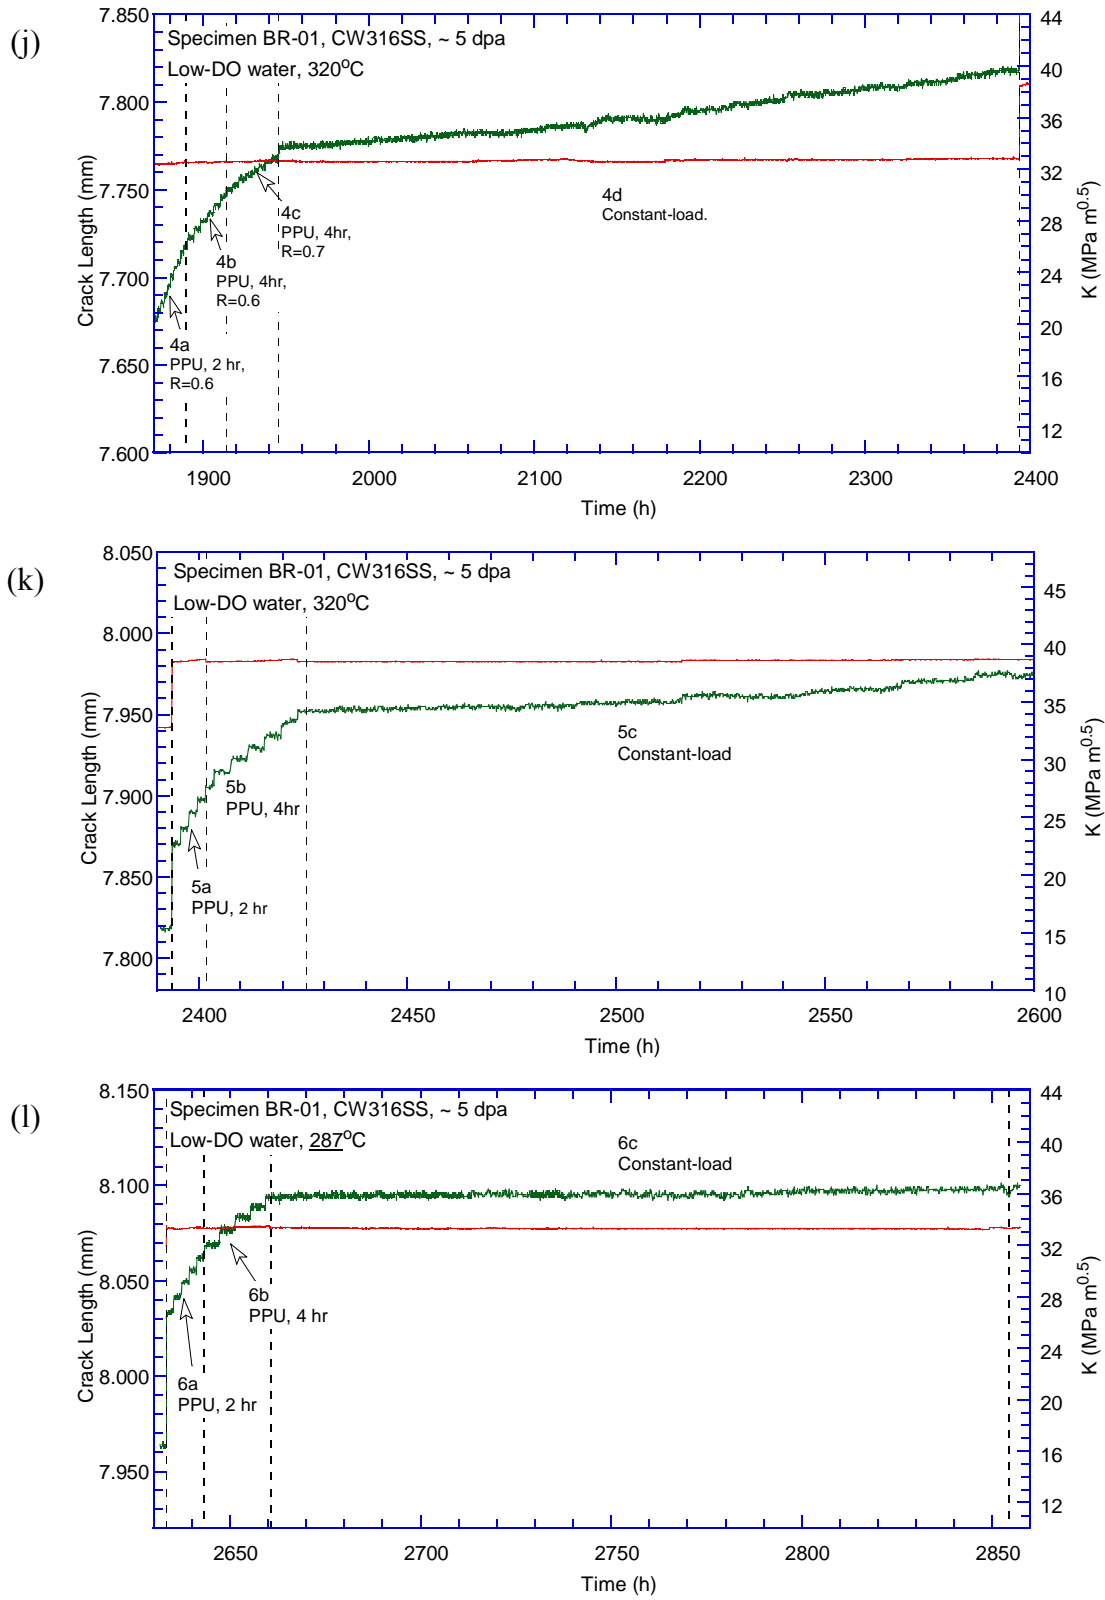 (j)
Specimen BR-01, CW316SS, ~ 5 dpa
Low-DO water, 320°C
7.850
7.800
7.750
7.700
7.650
7.600
Crack Length (mm)
44
40
36
32
28
24
20
16
12
K (MPa m^0.5)
4a
PPU, 2 hr,
R=0.6
4b
PPU, 4hr,
R=0.6
4c
PPU, 4hr,
R=0.7
4d
Constant-load.
1900 2000 2100 2200 2300 2400
Time (h)
(k)
Specimen BR-01, CW316SS, ~ 5 dpa
Low-DO water, 320°C
8.050
8.000
7.950
7.900
7.850
7.800
Crack Length (mm)
45
40
35
30
25
20
15
10
K (MPa m^0.5)
5a
PPU, 2 hr
5b
PPU, 4hr
5c
Constant-load
2400 2450 2500 2550 2600
Time (h)
(l)
Specimen BR-01, CW316SS, ~ 5 dpa
Low-DO water, 287°C
8.150
8.100
8.050
8.000
7.950
Crack Length (mm)
44
40
36
32
28
24
20
16
12
K (MPa m^0.5)
6a
PPU, 2 hr
6b
PPU, 4 hr
6c
Constant-load
2650 2700 2750 2800 2850
Time (h)